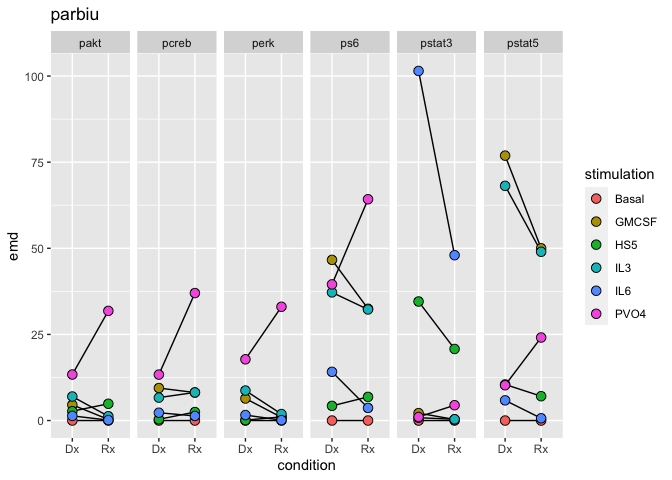 parbiu
pakt pcreb perk ps6 pstat3 pstat5
100
75
50
25
0
emd
Dx Rx Dx Rx Dx Rx Dx Rx Dx Rx Dx Rx
condition
stimulation
Basal
GMCSF
HS5
IL3
IL6
PVO4